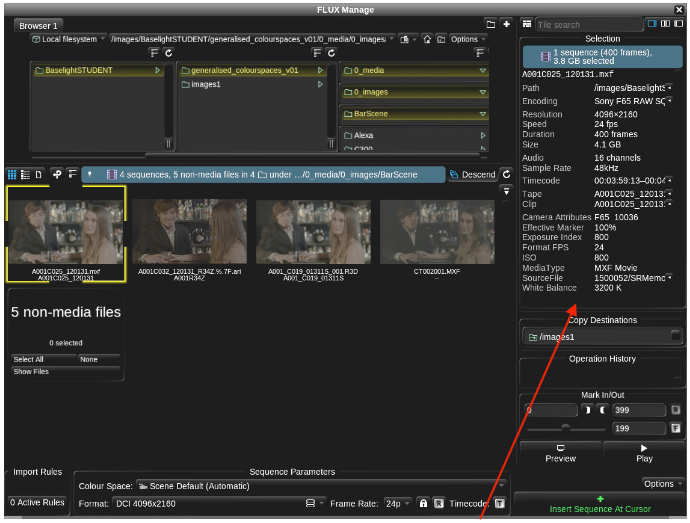 FLUX Manage
Browser 1
Local filesystem
/images/BaselightSTUDENT/generalised_colourspaces_v01/0_media/0_images/
Options
BaselightSTUDENT
generalised_colourspaces_v01
images1
0_media
0_images
BarScene
Alexa
C300
4 sequences, 5 non-media files in 4 under .../0_media/0_images/BarScene
Descend
A001C025_120131.mxf
A001C025_120131
A001C032_120131_R34Z.%.7F.ari
A001R34Z
A001_C019_01311S_001.R3D
A001_C019_01311S
CT002001.MXF
--
5 non-media files
0 selected
Select All
None
Show Files
Import Rules
0 Active Rules
Sequence Parameters
Colour Space: Scene Default (Automatic)
Format: DCI 4096x2160
Frame Rate: 24p
R
Timecode: T
Tile search
Selection
1 sequence (400 frames),
3.8 GB selected
A001C025_120131.mxf
Path /images/BaselightS
Encoding Sony F65 RAW SQ
Resolution 4096×2160
Speed 24 fps
Duration 400 frames
Size 4.1 GB
Audio 16 channels
Sample Rate 48kHz
Timecode 00:03:59:13–00:04
Tape A001C025_12013
Clip A001C025_12013
Camera Attributes F65 10036
Effective Marker 100%
Exposure Index 800
Format FPS 24
ISO 800
MediaType MXF Movie
SourceFile 1500052/SRMemo
White Balance 3200 K
Copy Destinations
/images1
Operation History
Mark In/Out
0
399
R
199
F
Preview
Play
Options
Insert Sequence At Cursor